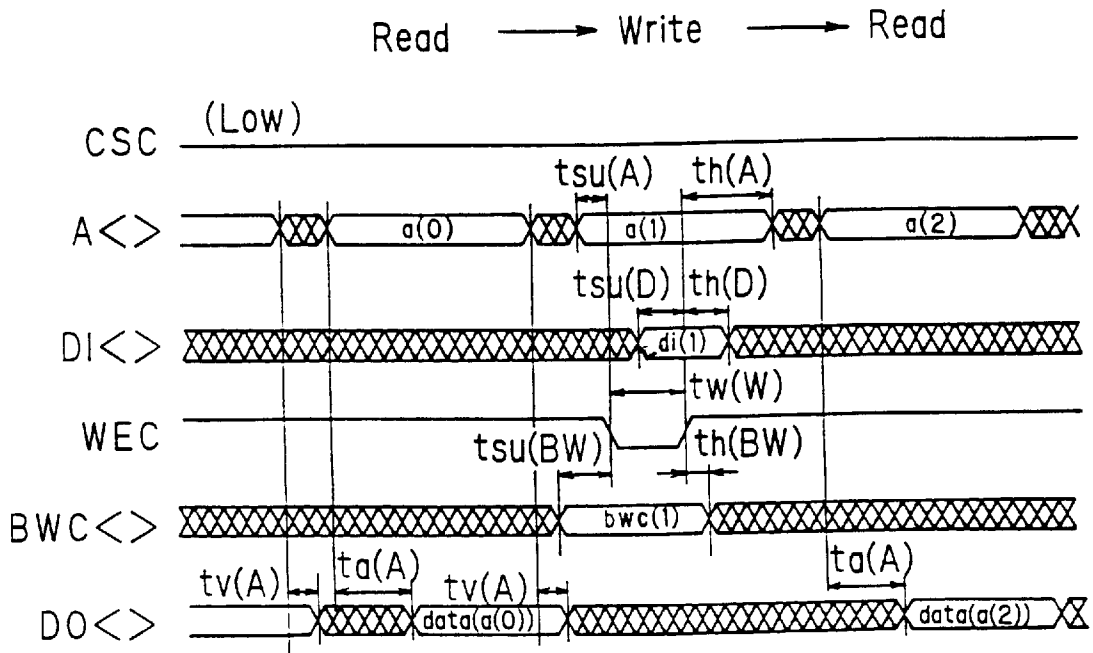 Read → Write → Read
CSC (Low)
tsu(A) th(A)
A<> a(0) a(1) a(2)
tsu(D) th(D)
DI<> di(1)
tw(W)
WEC
tsu(BW) th(BW)
BWC<> bwc(1)
tv(A) ta(A) tv(A) ta(A)
DO<> data(a(0)) data(a(2))